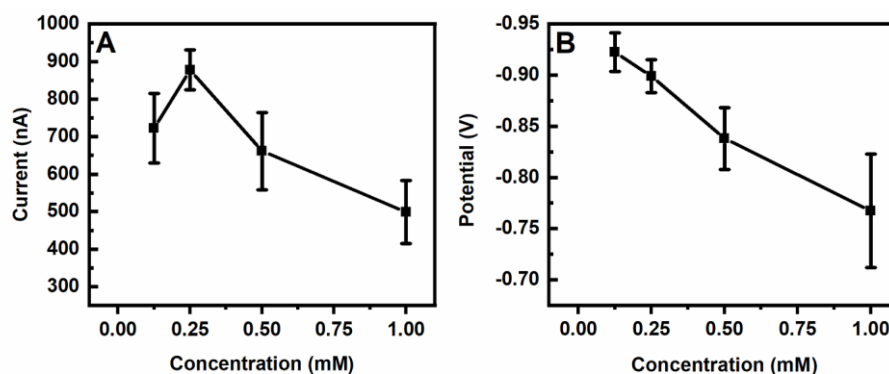 A
1000
900
800
700
600
500
400
300
Current (nA)
0.00 0.25 0.50 0.75 1.00
Concentration (mM)
B
-0.95
-0.90
-0.85
-0.80
-0.75
-0.70
Potential (V)
0.00 0.25 0.50 0.75 1.00
Concentration (mM)